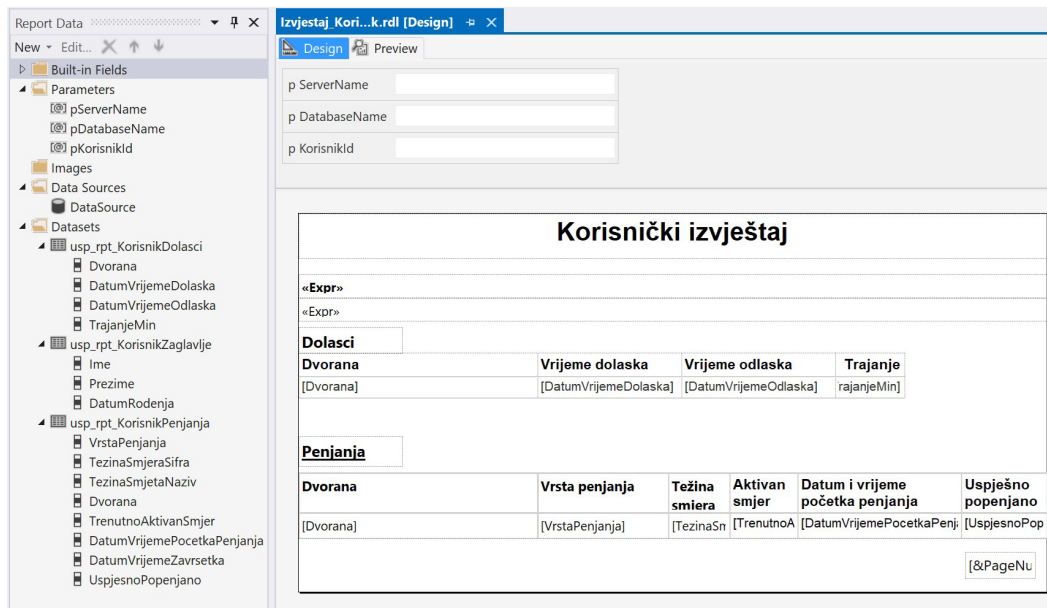 Report Data
New Edit...
Built-in Fields
Parameters
[@] pServerName
[@] pDatabaseName
[@] pKorisnikId
Images
Data Sources
DataSource
Datasets
usp_rpt_KorisnikDolasci
Dvorana
DatumVrijemeDolaska
DatumVrijemeOdlaska
TrajanjeMin
usp_rpt_KorisnikZaglavlje
Ime
Prezime
DatumRodenja
usp_rpt_KorisnikPenjanja
VrstaPenjanja
TezinaSmjeraSifra
TezinaSmjetaNaziv
Dvorana
TrenutnoAktivanSmjer
DatumVrijemePocetkaPenjanja
DatumVrijemeZavrsetka
UspjesnoPopenjano
Izvjestaj_Kori...k.rdl [Design]
Design Preview
p ServerName
p DatabaseName
p KorisnikId
Korisnički izvještaj
«Expr»
«Expr»
Dolasci
Dvorana Vrijeme dolaska Vrijeme odlaska Trajanje
[Dvorana] [DatumVrijemeDolaska] [DatumVrijemeOdlaska] rajanjeMin]
Penjanja
Dvorana Vrsta penjanja Težina smjera Aktivan smjer Datum i vrijeme početka penjanja Uspješno popenjano
[Dvorana] [VrstaPenjanja] [TezinaSn [TrenutnoA [DatumVrijemePocetkaPenj [UspjesnoPop
[&PageNu